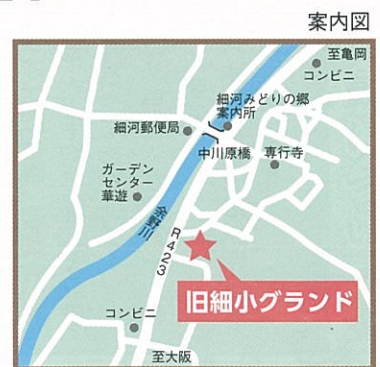 案内図
至亀岡
コンビニ
細河みどりの郷
案内所
細河郵便局
中川原橋
専行寺
ガーデン
センター
華遊
余野川
R423
旧細小グランド
コンビニ
至大阪